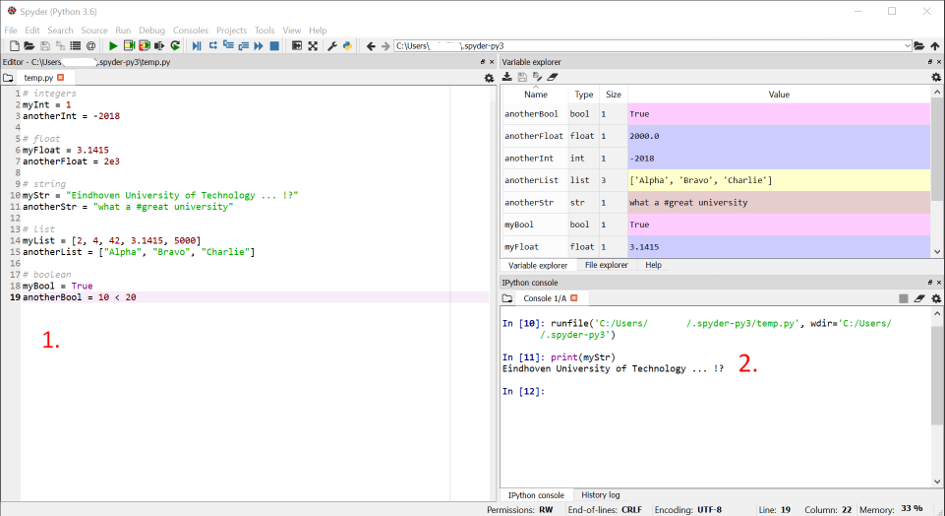 Spyder (Python 3.6)
File Edit Search Source Run Debug Consoles Projects Tools View Help
C:\Users\ \.spyder-py3
Editor - C:\Users \.spyder-py3\temp.py
temp.py
1 # integers
2 myInt = 1
3 anotherInt = -2018
4
5 # float
6 myFloat = 3.1415
7 anotherFloat = 2e3
8
9 # string
10 myStr = "Eindhoven University of Technology ... !?"
11 anotherStr = "what a #great university"
12
13 # list
14 myList = [2, 4, 42, 3.1415, 5000]
15 anotherList = ["Alpha", "Bravo", "Charlie"]
16
17 # boolean
18 myBool = True
19 anotherBool = 10 < 20
1.
Variable explorer
Name Type Size Value
anotherBool bool 1 True
anotherFloat float 1 2000.0
anotherInt int 1 -2018
anotherList list 3 ['Alpha', 'Bravo', 'Charlie']
anotherStr str 1 what a #great university
myBool bool 1 True
myFloat float 1 3.1415
Variable explorer File explorer Help
IPython console
Console 1/A
In [10]: runfile('C:/Users/ /.spyder-py3/temp.py', wdir='C:/Users/
/.spyder-py3')
In [11]: print(myStr)
Eindhoven University of Technology ... !?
2.
In [12]:
IPython console History log
Permissions: RW End-of-lines: CRLF Encoding: UTF-8 Line: 19 Column: 22 Memory: 33 %